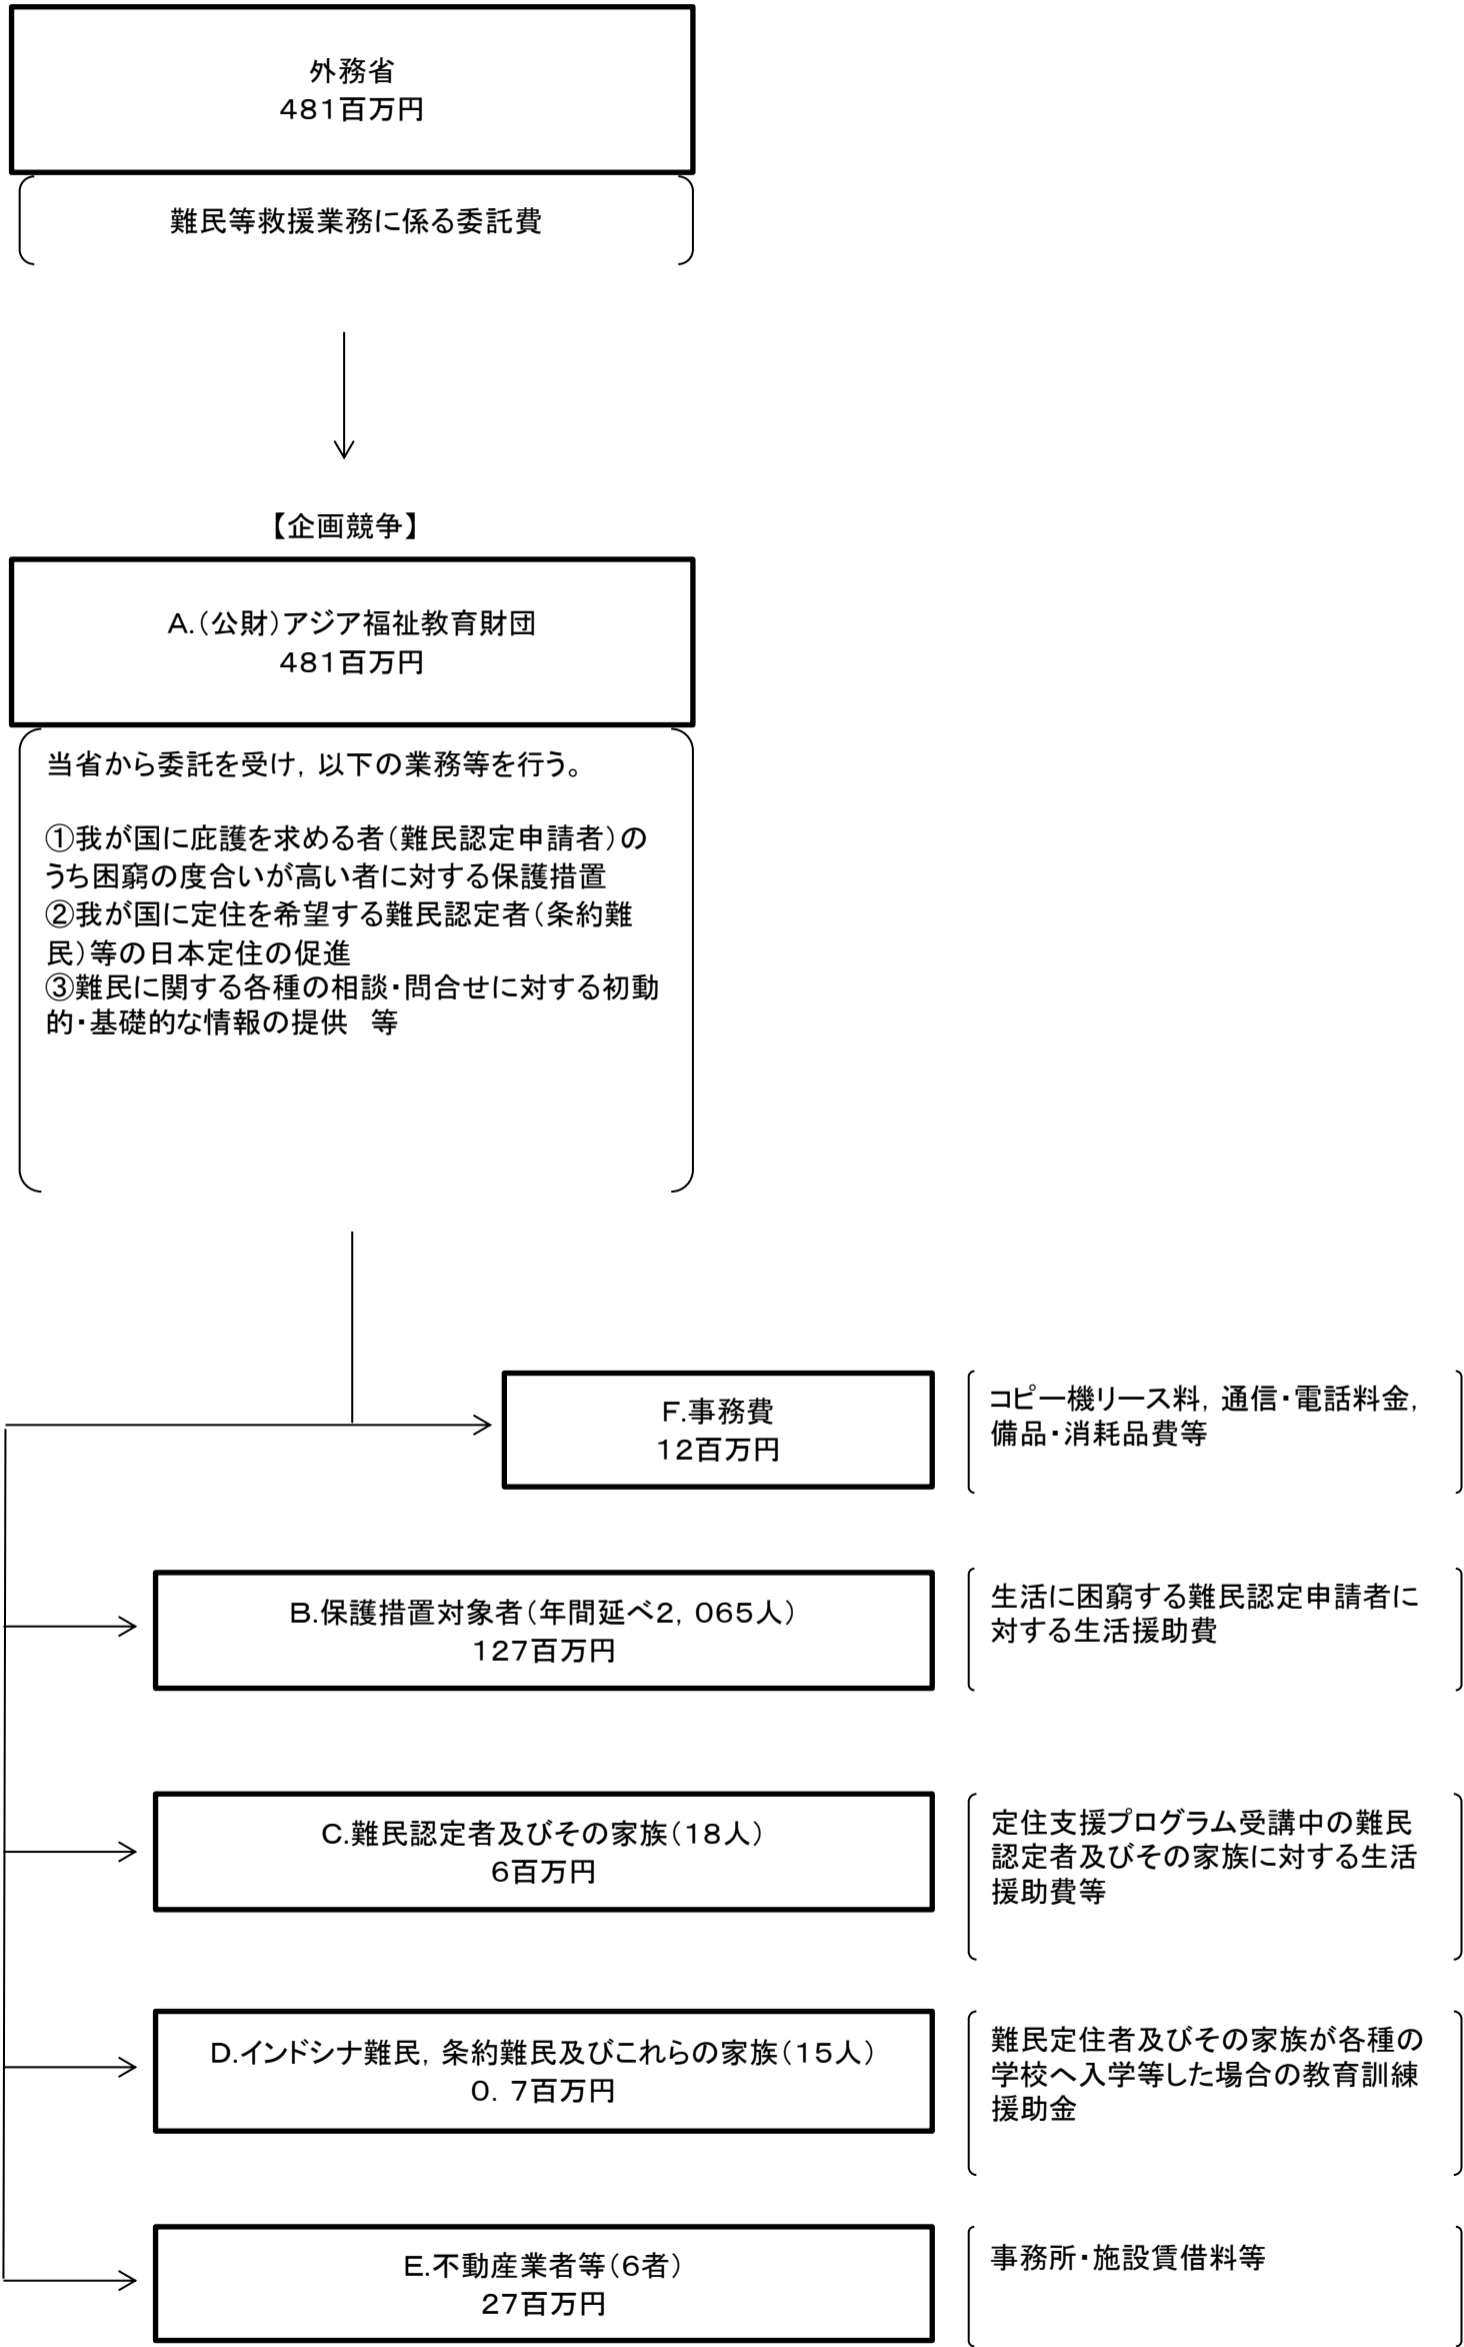 外務省
481百万円
難民等救援業務に係る委託費
【企画競争】
A.（公財）アジア福祉教育財団
481百万円
当省から委託を受け，以下の業務等を行う。
①我が国に庇護を求める者（難民認定申請者）の
うち困窮の度合いが高い者に対する保護措置
②我が国に定住を希望する難民認定者（条約難
民）等の日本定住の促進
③難民に関する各種の相談・問合せに対する初動
的・基礎的な情報の提供　等
F.事務費
12百万円
コピー機リース料，通信・電話料金，
備品・消耗品費等
B.保護措置対象者（年間延べ2，065人）
127百万円
生活に困窮する難民認定申請者に
対する生活援助費
C.難民認定者及びその家族（18人）
6百万円
定住支援プログラム受講中の難民
認定者及びその家族に対する生活
援助費等
D.インドシナ難民，条約難民及びこれらの家族（15人）
0．7百万円
難民定住者及びその家族が各種の
学校へ入学等した場合の教育訓練
援助金
E.不動産業者等（6者）
27百万円
事務所・施設賃借料等